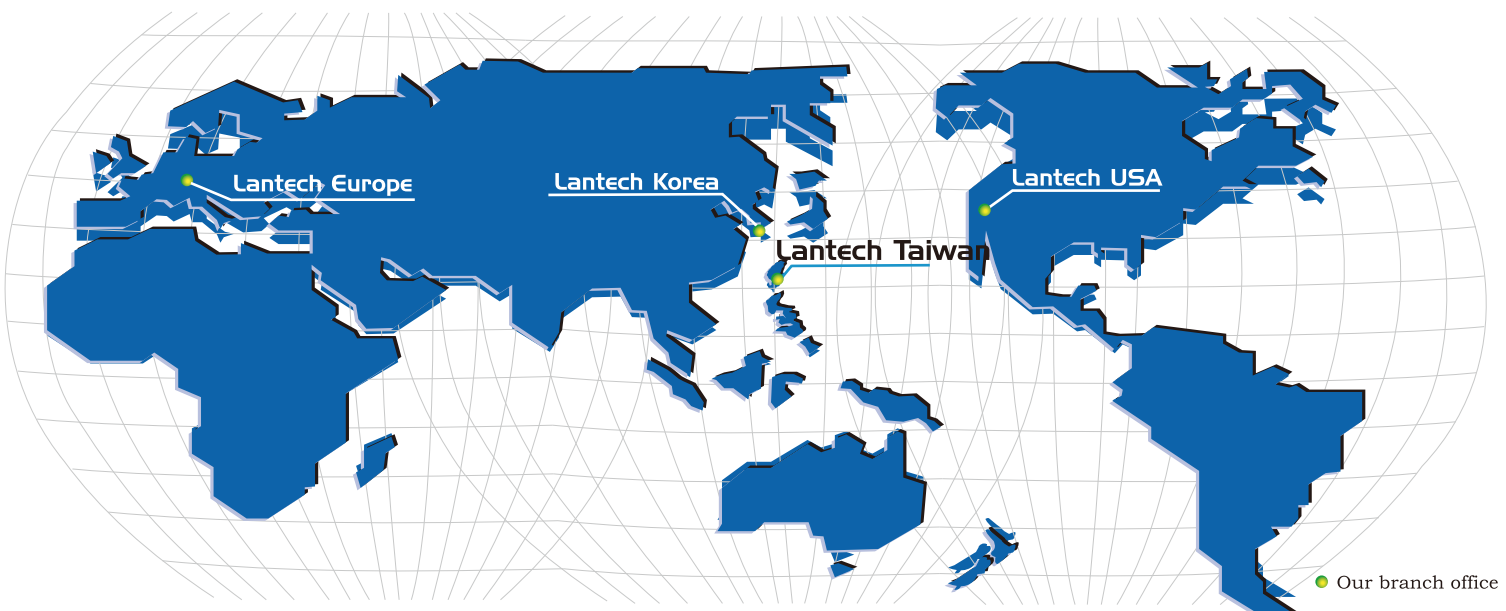 Lantech Europe
Lantech Korea
Lantech USA
Lantech Taiwan
Our branch office